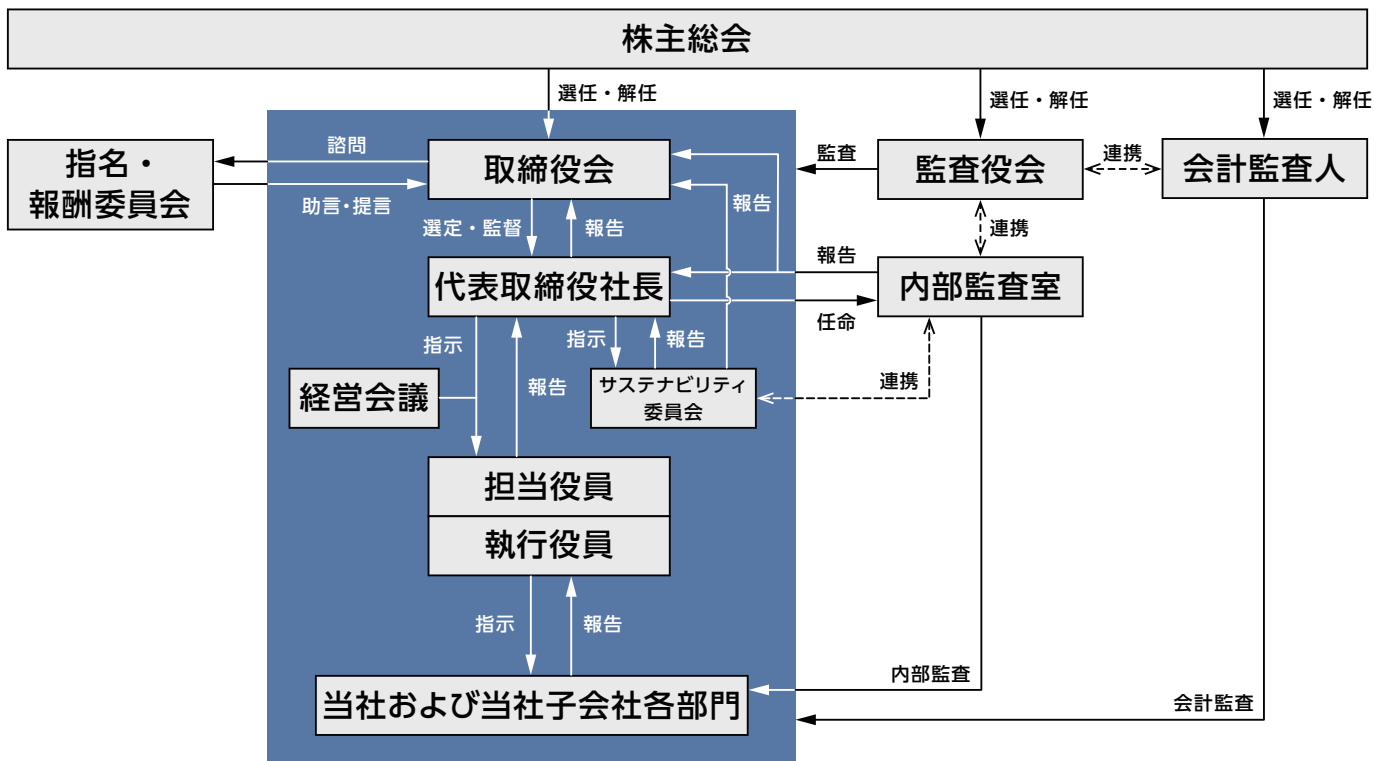 株主総会
選任・解任
選任・解任
選任・解任
指名・
報酬委員会
諮問
助言・提言
取締役会
監査
監査役会
連携
会計監査人
選定・監督
報告
報告
連携
代表取締役社長
報告
任命
内部監査室
指示
指示
報告
経営会議
報告
サステナビリティ
委員会
連携
担当役員
執行役員
指示
報告
当社および当社子会社各部門
内部監査
会計監査